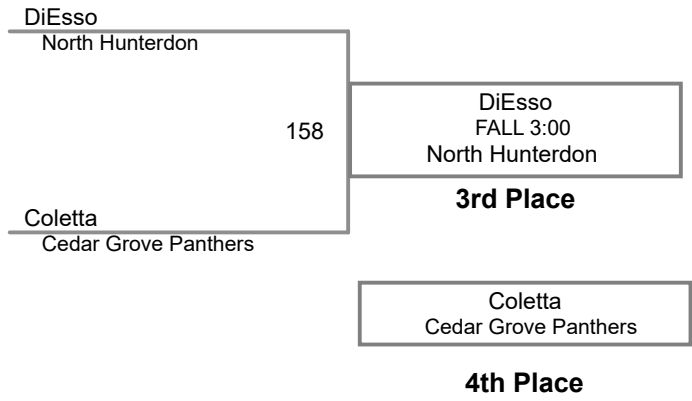 DiEsso
North Hunterdon
158
DiEsso
FALL 3:00
North Hunterdon
3rd Place
Coletta
Cedar Grove Panthers
Coletta
Cedar Grove Panthers
4th Place